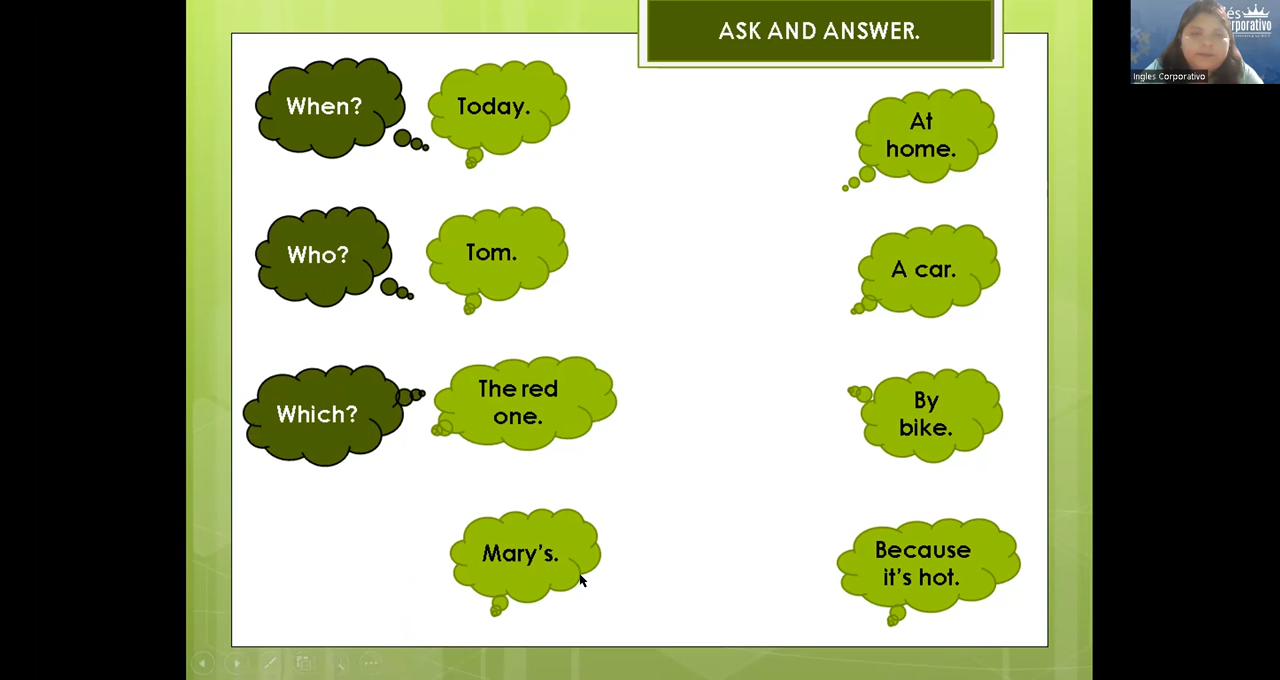 ASK AND ANSWER.
When?
Today.
At
home.
Who?
Tom.
A car.
Which?
The red
one.
By
bike.
Mary's.
Because
it's hot.
Ingles Corporativo